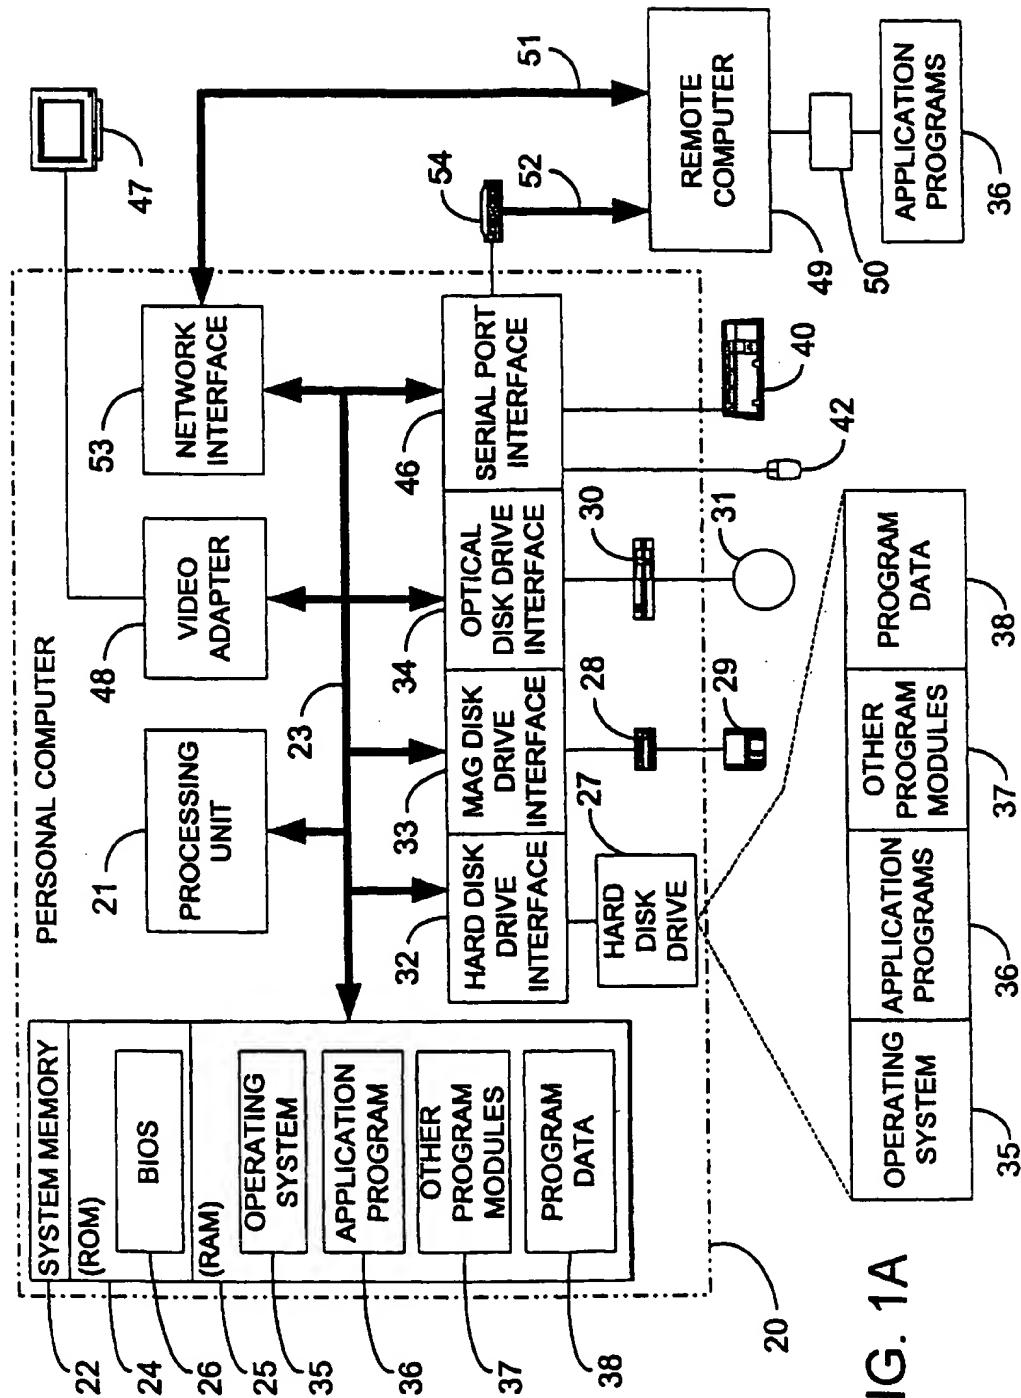 PERSONAL COMPUTER
47
SYSTEM MEMORY
22
(ROM)
24
BIOS
26
(RAM)
25
OPERATING
SYSTEM
35
APPLICATION
PROGRAM
36
OTHER
PROGRAM
MODULES
37
PROGRAM
DATA
38
21
PROCESSING
UNIT
48
VIDEO
ADAPTER
53
NETWORK
INTERFACE
23
32
HARD DISK
DRIVE
INTERFACE
33
MAG DISK
DRIVE
INTERFACE
34
OPTICAL
DISK DRIVE
INTERFACE
46
SERIAL PORT
INTERFACE
54
51
52
HARD
DISK
DRIVE
27
28
29
30
31
42
40
REMOTE
COMPUTER
49
50
APPLICATION
PROGRAMS
36
20
OPERATING
SYSTEM
35
APPLICATION
PROGRAMS
36
OTHER
PROGRAM
MODULES
37
PROGRAM
DATA
38
IG. 1A